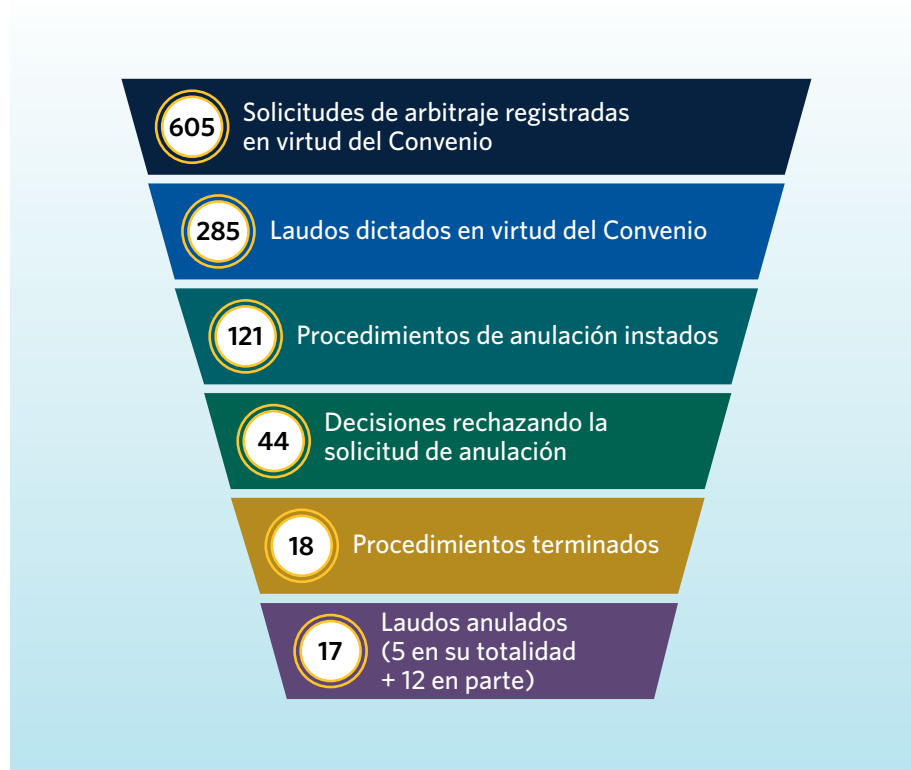 605
Solicitudes de arbitraje registradas
en virtud del Convenio
285
Laudos dictados en virtud del Convenio
121
Procedimientos de anulación instados
44
Decisiones rechazando la
solicitud de anulación
18
Procedimientos terminados
17
Laudos anulados
(5 en su totalidad
+ 12 en parte)